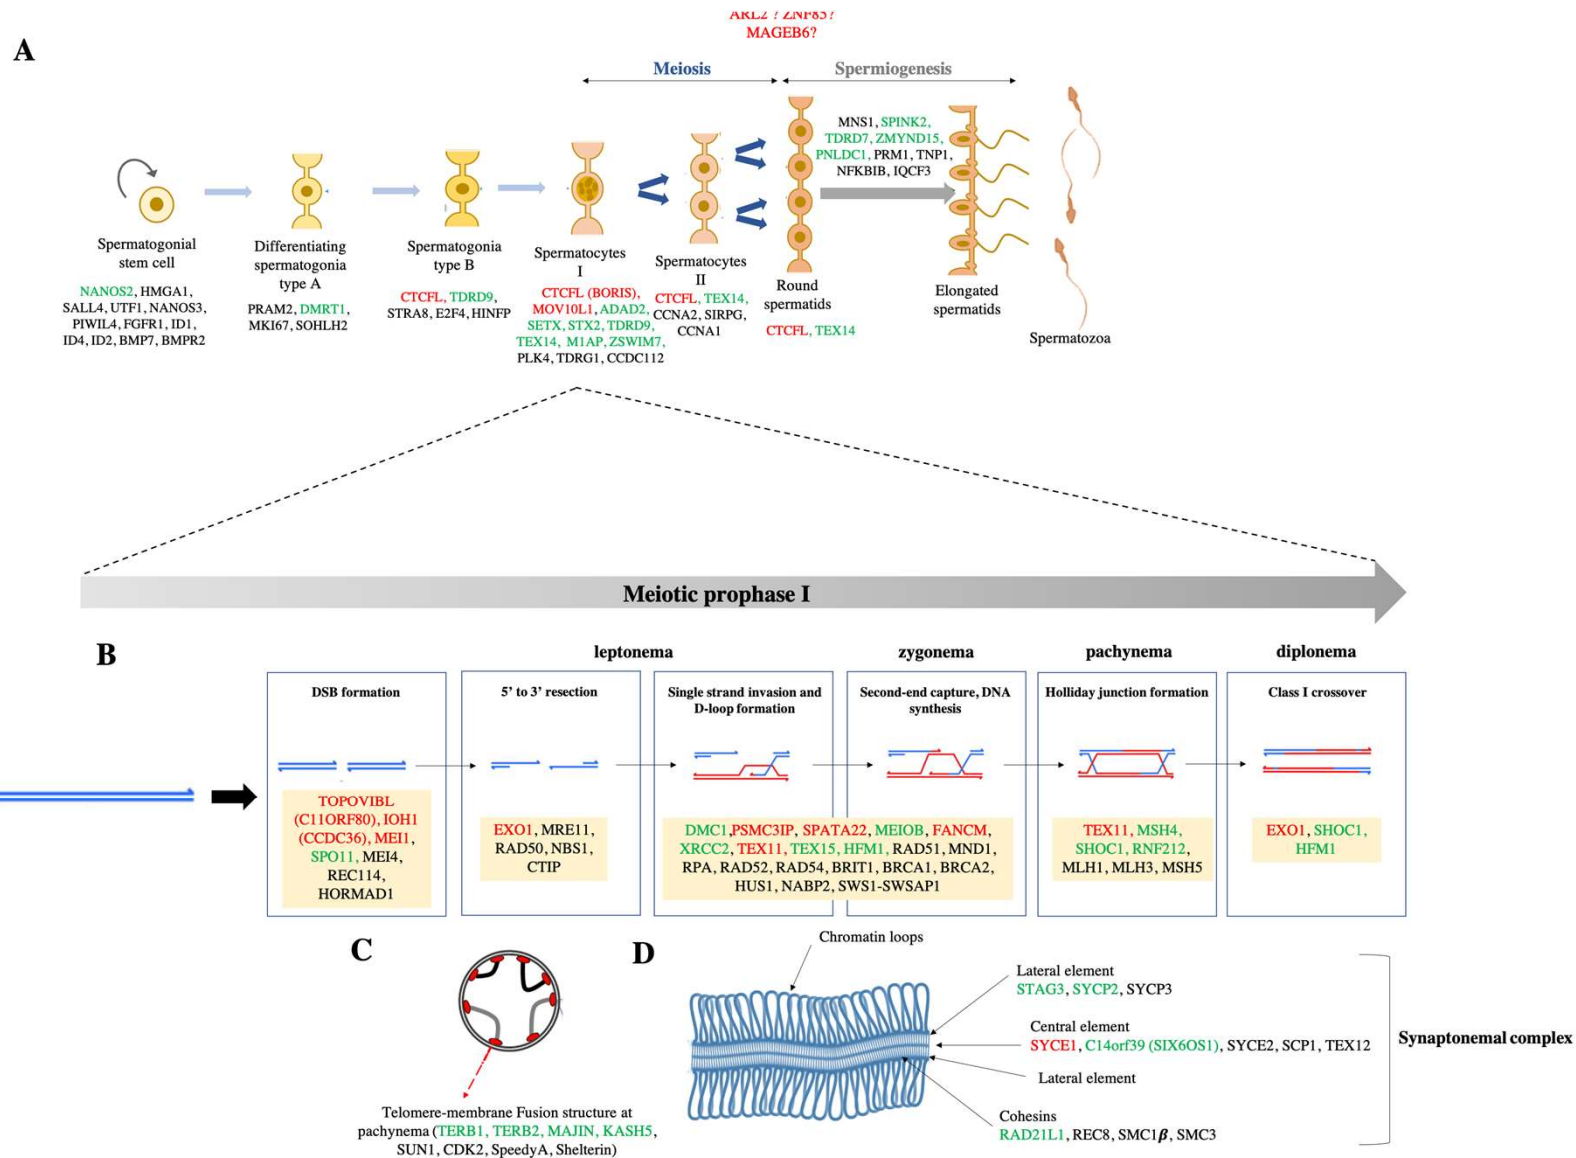 ARL2 ? ZNF85?
MAGEB6?
A
Meiosis
Spermiogenesis
MNS1, SPINK2,
TDRD7, ZMYND15,
PNLDC1, PRM1, TNP1,
NFKBIB, IQCF3
Spermatogonial
stem cell
NANOS2, HMGA1,
SALL4, UTF1, NANOS3,
PIWIL4, FGFR1, ID1,
ID4, ID2, BMP7, BMPR2
Differentiating
spermatogonia
type A
PRAM2, DMRT1,
MKI67, SOHLH2
Spermatogonia
type B
CTCFL, TDRD9,
STRA8, E2F4, HINFP
Spermatocytes
I
CTCFL (BORIS),
MOV10L1, ADAD2,
SETX, STX2, TDRD9,
TEX14, M1AP, ZSWIM7,
PLK4, TDRG1, CCDC112
Spermatocytes
II
CTCFL, TEX14,
CCNA2, SIRPG,
CCNA1
Round
spermatids
CTCFL, TEX14
Elongated
spermatids
Spermatozoa
Meiotic prophase I
B
leptonema
zygonema
pachynema
diplonema
DSB formation
TOPOVIBL
(C11ORF80), IOH1
(CCDC36), MEI1,
SPO11, MEI4,
REC114,
HORMAD1
5’ to 3’ resection
EXO1, MRE11,
RAD50, NBS1,
CTIP
Single strand invasion and
D-loop formation
Second-end capture, DNA
synthesis
DMC1,PSMC3IP, SPATA22, MEIOB, FANCM,
XRCC2, TEX11, TEX15, HFM1, RAD51, MND1,
RPA, RAD52, RAD54, BRIT1, BRCA1, BRCA2,
HUS1, NABP2, SWS1-SWSAP1
Holliday junction formation
TEX11, MSH4,
SHOC1, RNF212,
MLH1, MLH3, MSH5
Class I crossover
EXO1, SHOC1,
HFM1
C
Telomere-membrane Fusion structure at
pachynema (TERB1, TERB2, MAJIN, KASH5,
SUN1, CDK2, SpeedyA, Shelterin)
D
Chromatin loops
Lateral element
STAG3, SYCP2, SYCP3
Central element
SYCE1, C14orf39 (SIX6OS1), SYCE2, SCP1, TEX12
Lateral element
Cohesins
RAD21L1, REC8, SMC1β, SMC3
Synaptonemal complex